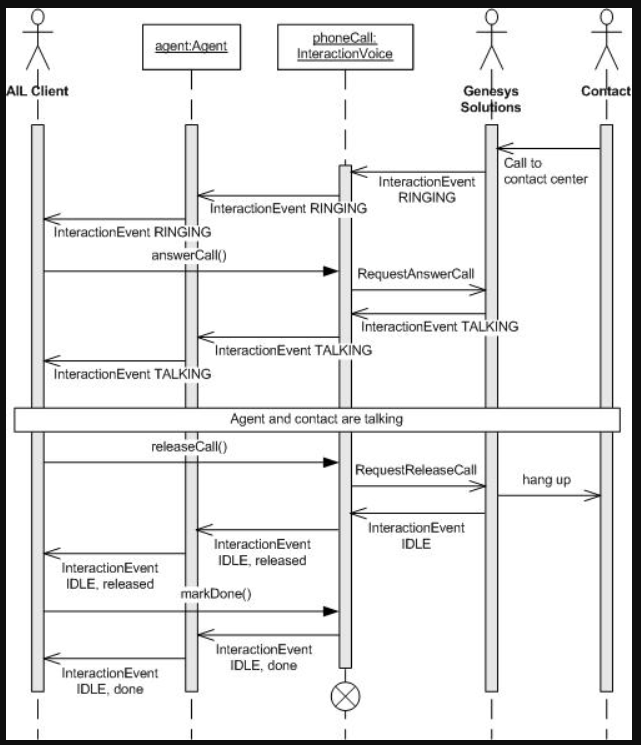 AIL Client
agent:Agent
phoneCall:
InteractionVoice
Genesys
Solutions
Contact
Call to
contact center
InteractionEvent
RINGING
InteractionEvent RINGING
InteractionEvent RINGING
answerCall()
RequestAnswerCall
InteractionEvent TALKING
InteractionEvent TALKING
InteractionEvent TALKING
Agent and contact are talking
releaseCall()
RequestReleaseCall
hang up
InteractionEvent
IDLE
InteractionEvent
IDLE, released
InteractionEvent
IDLE, released
markDone()
InteractionEvent
IDLE, done
InteractionEvent
IDLE, done